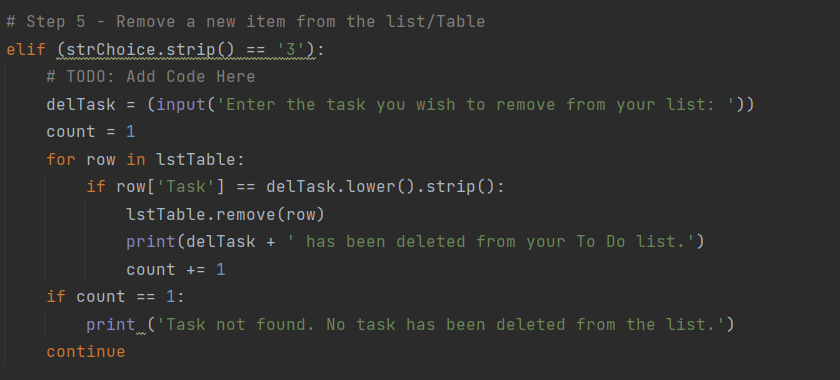 # Step 5 - Remove a new item from the list/Table
elif (strChoice.strip() == '3'):
    # TODO: Add Code Here
    delTask = (input('Enter the task you wish to remove from your list: '))
    count = 1
    for row in lstTable:
        if row['Task'] == delTask.lower().strip():
            lstTable.remove(row)
            print(delTask + ' has been deleted from your To Do list.')
            count += 1
    if count == 1:
        print ('Task not found. No task has been deleted from the list.')
    continue